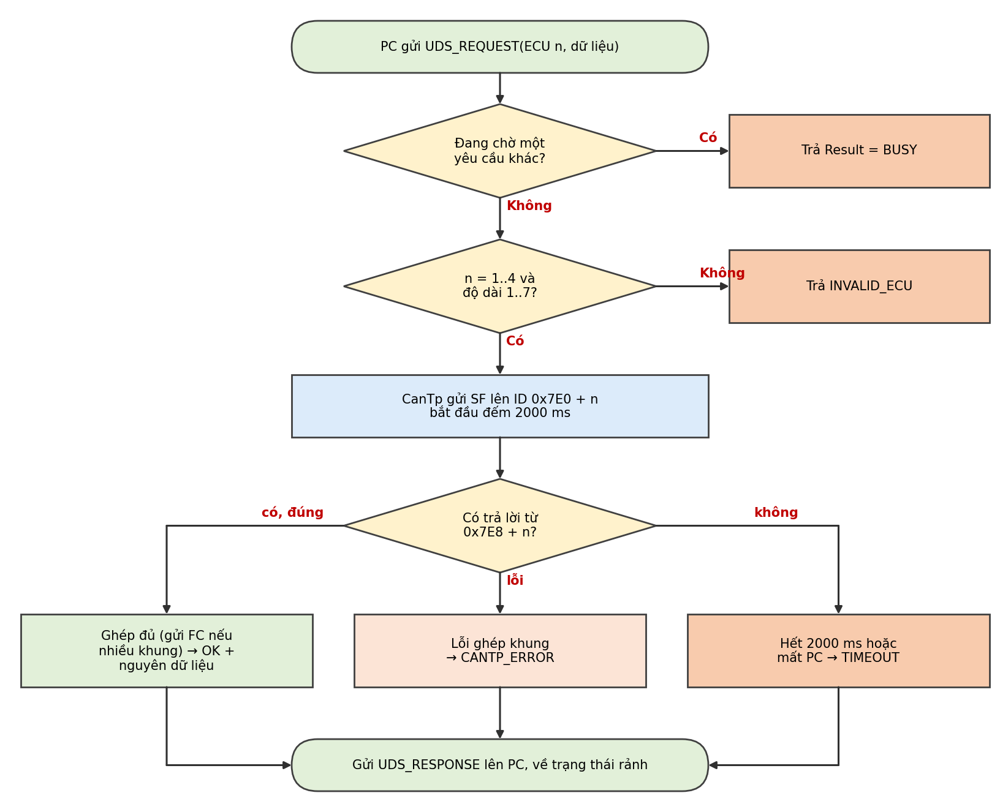 PC gửi UDS_REQUEST(ECU n, dữ liệu)
Đang chờ một
yêu cầu khác?
Có
Trả Result = BUSY
Không
n = 1..4 và
độ dài 1..7?
Không
Trả INVALID_ECU
Có
CanTp gửi SF lên ID 0x7E0 + n
bắt đầu đếm 2000 ms
có, đúng
Có trả lời từ
0x7E8 + n?
không
lỗi
Ghép đủ (gửi FC nếu
nhiều khung) → OK +
nguyên dữ liệu
Lỗi ghép khung
→ CANTP_ERROR
Hết 2000 ms hoặc
mất PC → TIMEOUT
Gửi UDS_RESPONSE lên PC, về trạng thái rảnh